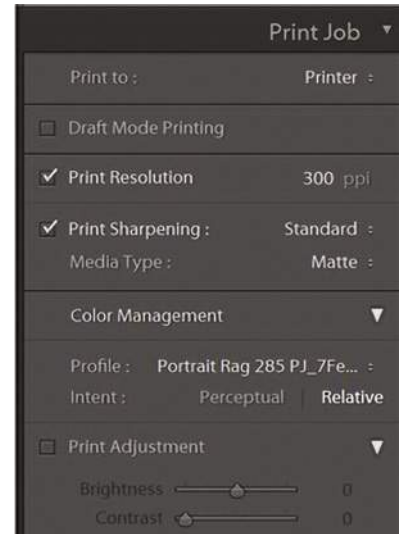 Print Job
Print to : Printer
Draft Mode Printing
Print Resolution 300 ppi
Print Sharpening : Standard
Media Type : Matte
Color Management
Profile : Portrait Rag 285 PJ_7Fe...
Intent : Perceptual Relative
Print Adjustment
Brightness 0
Contrast 0